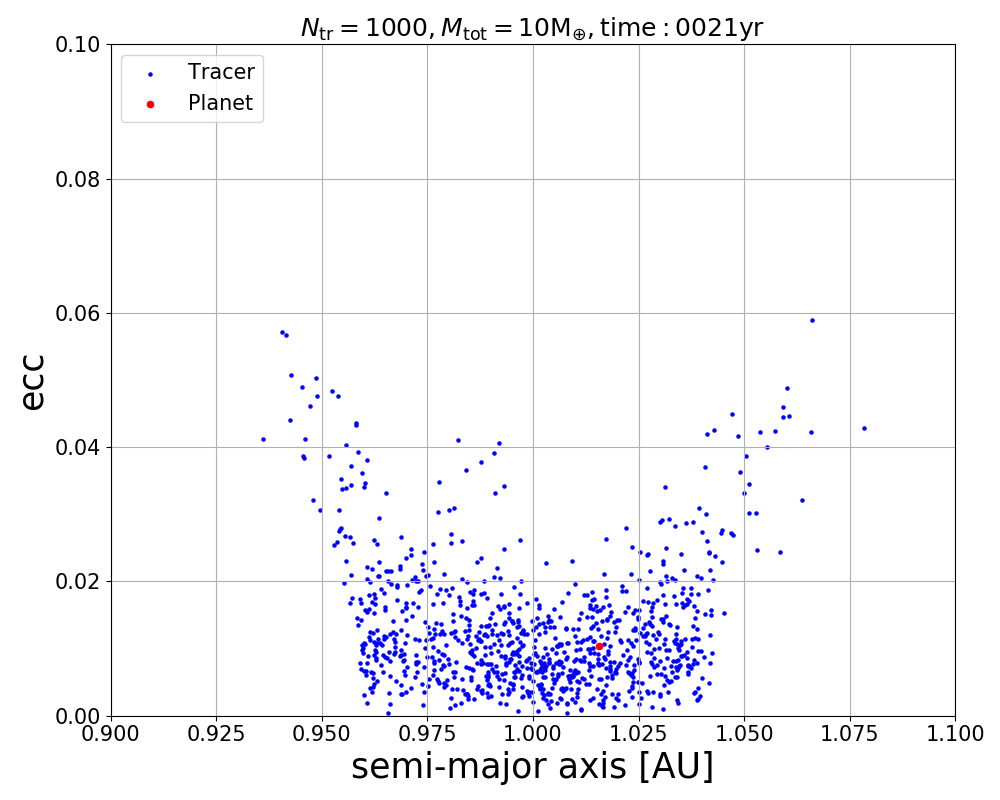 N_tr = 1000, M_tot = 10M_⊕, time : 0021yr
Tracer
Planet
0.10
0.08
0.06
0.04
0.02
0.00
ecc
0.900 0.925 0.950 0.975 1.000 1.025 1.050 1.075 1.100
semi-major axis [AU]